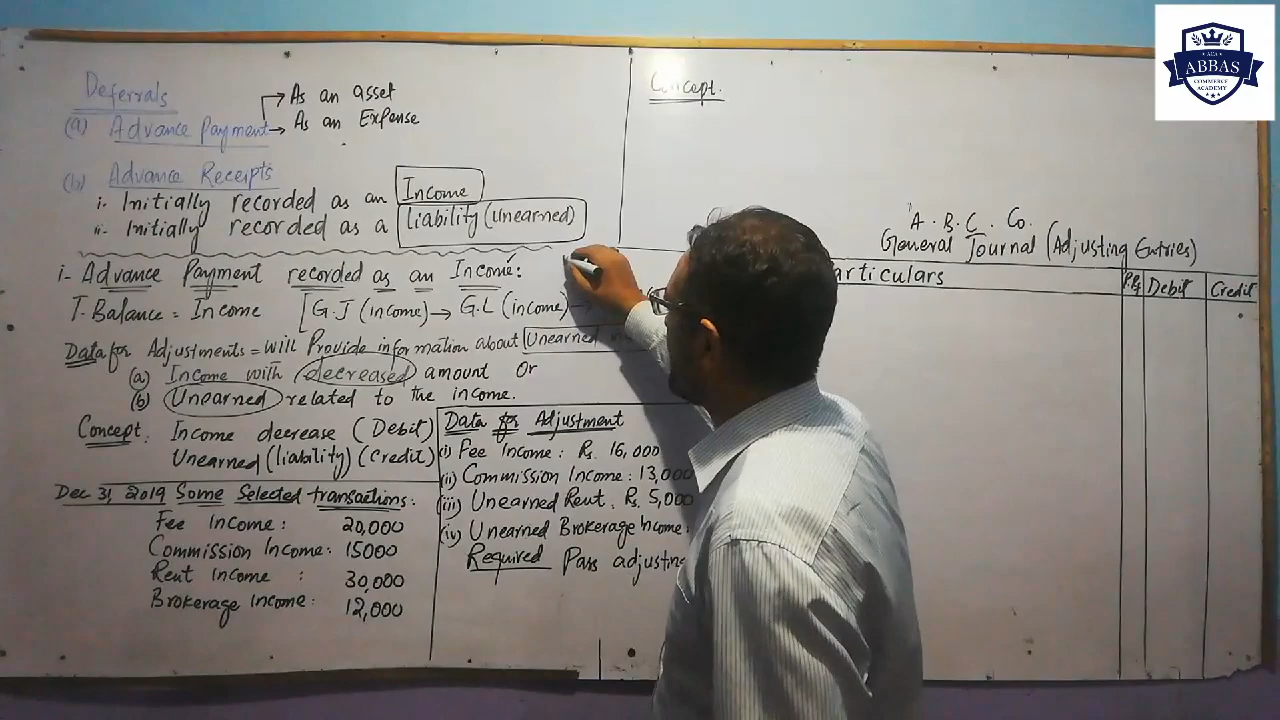 Deferrals
(a) Advance Payment → As an asset
→ As an Expense
(b) Advance Receipts
i- Initially recorded as an Income
ii- Initially recorded as a liability (unearned)
i- Advance Payment recorded as an Income:
T-Balance = Income [G.J (income) → G.L (income) →
Data for Adjustments = will Provide information about Unearned
(a) Income with decreased amount Or
(b) Unearned related to the income.
Concept. Income decrease (Debit)
Unearned (liability) (Credit)
Dec 31, 2019 Some Selected transactions:
Fee Income: 20,000
Commission Income: 15000
Rent Income : 30,000
Brokerage Income: 12,000
Data for Adjustment
(i) Fee Income: Rs. 16,000
(ii) Commission Income: 13,000
(iii) Unearned Rent. Rs. 5,000
(iv) Unearned Brokerage Income:
Required Pass adjusting
Concept.
A.B.C. Co.
General Journal (Adjusting Entries)
articulars P.R Debit Credit
ACA
ABBAS
COMMERCE
ACADEMY